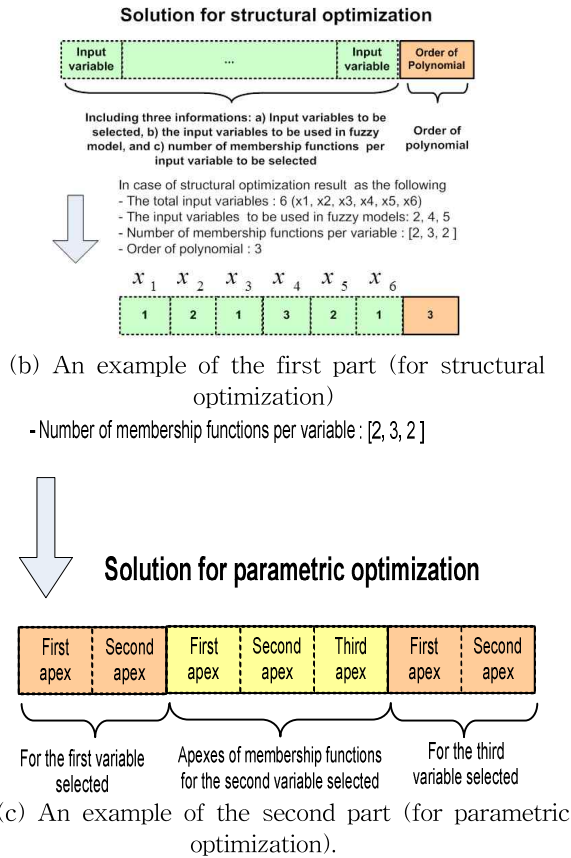 Solution for structural optimization
Input variable
...
Input variable
Order of Polynomial
Including three informations: a) Input variables to be
selected, b) the input variables to be used in fuzzy
model, and c) number of membership functions per
input variable to be selected
Order of
polynomial
In case of structural optimization result as the following
- The total input variables : 6 (x1, x2, x3, x4, x5, x6)
- The input variables to be used in fuzzy models: 2, 4, 5
- Number of membership functions per variable : [2, 3, 2 ]
- Order of polynomial : 3
x 1 x 2 x 3 x 4 x 5 x 6
1 2 1 3 2 1 3
(b) An example of the first part (for structural
optimization)
- Number of membership functions per variable : [2, 3, 2 ]
Solution for parametric optimization
First apex
Second apex
First apex
Second apex
Third apex
First apex
Second apex
For the first variable
selected
Apexes of membership functions
for the second variable selected
For the third
variable selected
(c) An example of the second part (for parametric
optimization).